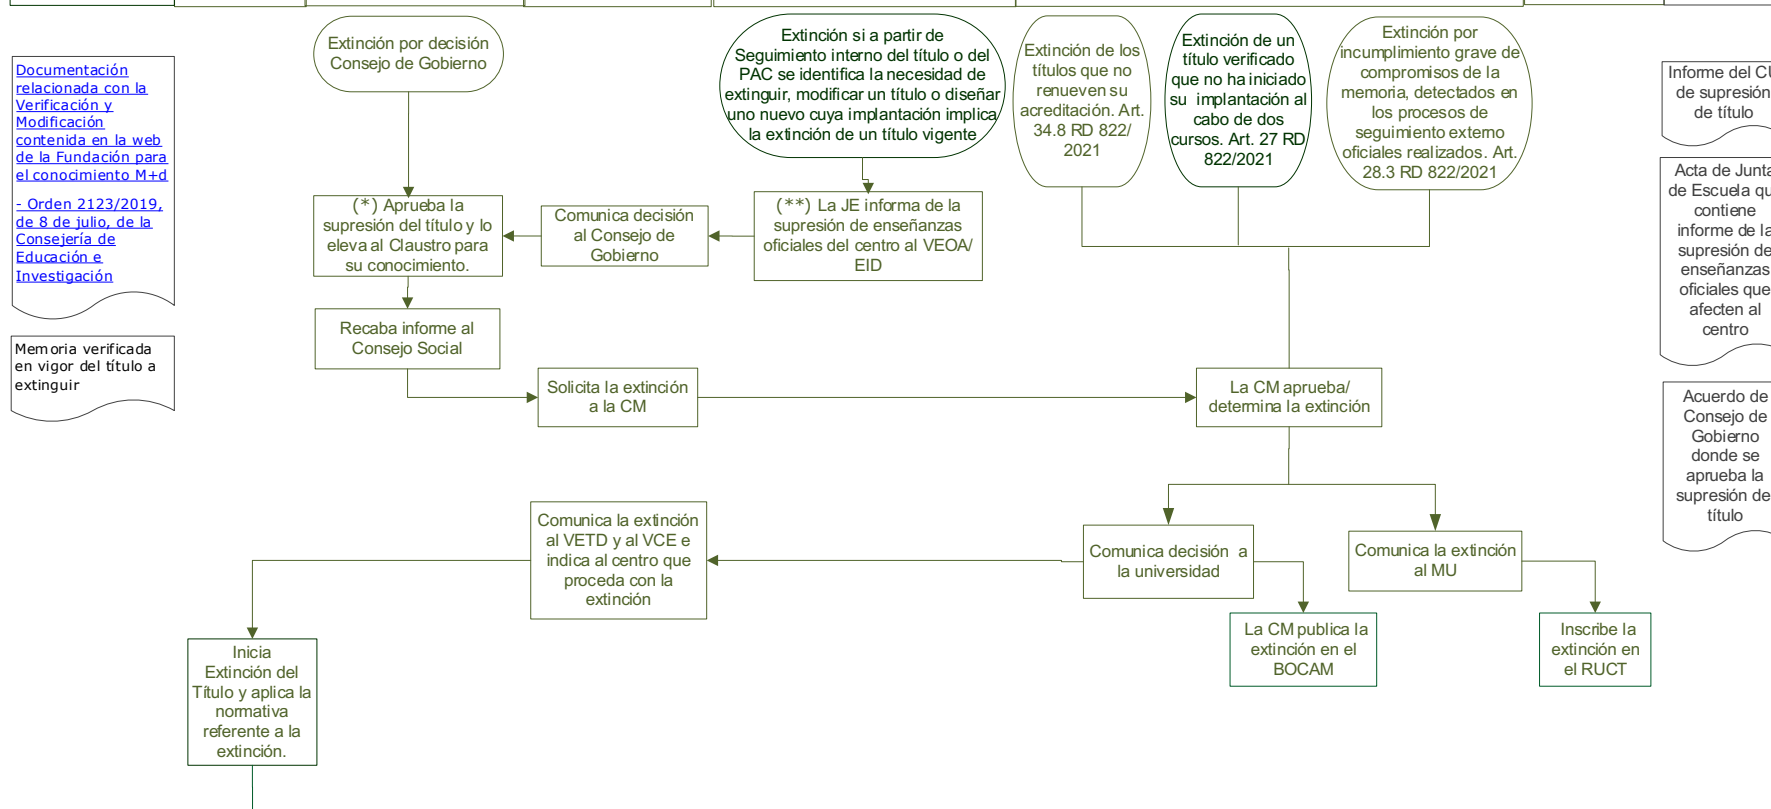 Documentación
relacionada con la
Verificación y
Modificación
contenida en la web
de la Fundación para
el conocimiento M+d
- Orden 2123/2019,
de 8 de julio, de la
Consejería de
Educación e
Investigación
Memoria verificada
en vigor del título a
extinguir
Extinción por decisión
Consejo de Gobierno
Extinción si a partir de
Seguimiento interno del título o del
PAC se identifica la necesidad de
extinguir, modificar un título o diseñar
uno nuevo cuya implantación implica
la extinción de un título vigente
Extinción de los
títulos que no
renueven su
acreditación. Art.
34.8 RD 822/
2021
Extinción de un
título verificado
que no ha iniciado
su implantación al
cabo de dos
cursos. Art. 27 RD
822/2021
Extinción por
incumplimiento grave de
compromisos de la
memoria, detectados en
los procesos de
seguimiento externo
oficiales realizados. Art.
28.3 RD 822/2021
(*) Aprueba la
supresión del título y lo
eleva al Claustro para
su conocimiento.
Comunica decisión
al Consejo de
Gobierno
(**) La JE informa de la
supresión de enseñanzas
oficiales del centro al VEOA/
EID
Recaba informe al
Consejo Social
Solicita la extinción
a la CM
La CM aprueba/
determina la extinción
Comunica la extinción
al VETD y al VCE e
indica al centro que
proceda con la
extinción
Comunica decisión a
la universidad
Comunica la extinción
al MU
La CM publica la
extinción en el
BOCAM
Inscribe la
extinción en
el RUCT
Inicia
Extinción del
Título y aplica la
normativa
referente a la
extinción.
Informe del
de supresión
de título
Acta de Junta
de Escuela
contiene
informe de la
supresión de
enseñanzas
oficiales que
afecten al
centro
Acuerdo de
Consejo de
Gobierno
donde se
aprueba la
supresión
título